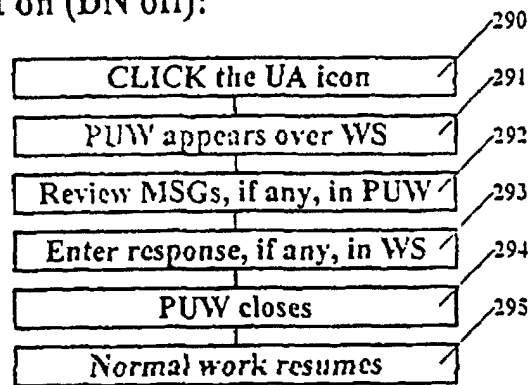 on (DN off):
290
CLICK the UA icon
291
PUW appears over WS
292
Review MSGs, if any, in PUW
293
Enter response, if any, in WS
294
PUW closes
295
Normal work resumes